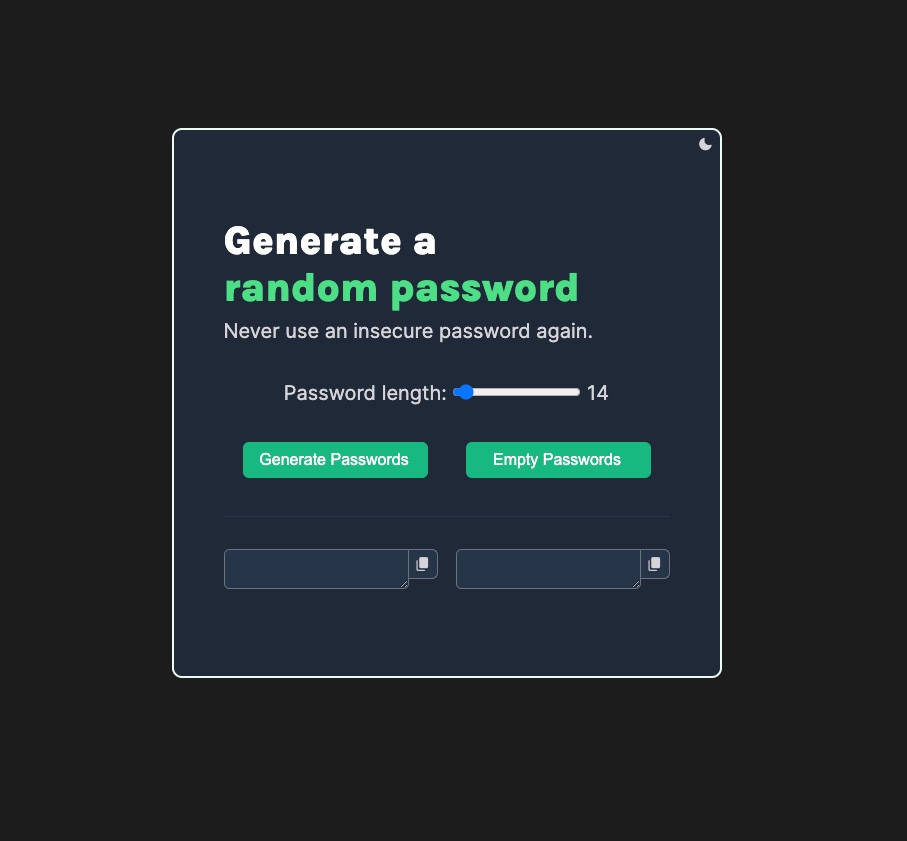 Generate a
random password
Never use an insecure password again.
Password length: 14
Generate Passwords
Empty Passwords